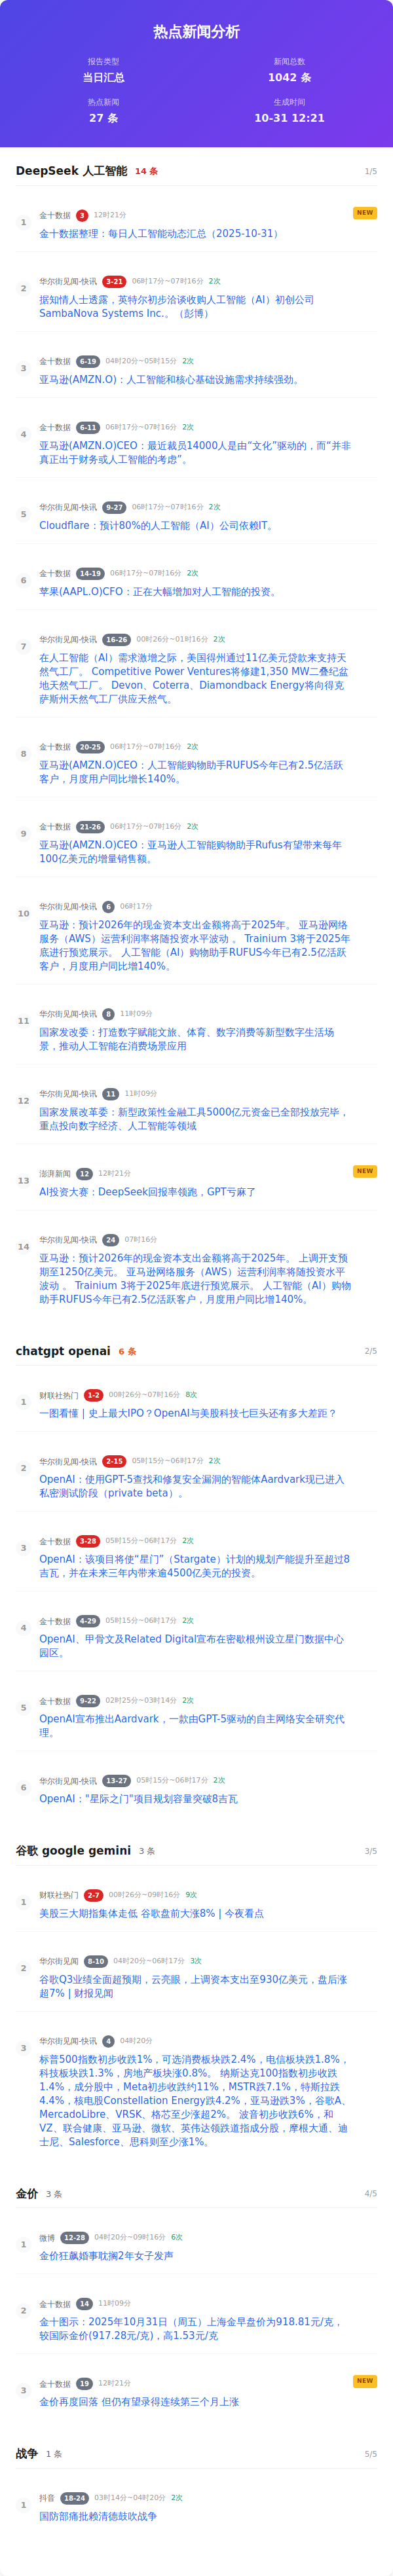 热点新闻分析
报告类型
当日汇总
新闻总数
1042 条
热点新闻
27 条
生成时间
10-31 12:21
DeepSeek 人工智能 14 条 1/5
1 金十数据 3 12时21分 NEW
金十数据整理：每日人工智能动态汇总（2025-10-31）
2 华尔街见闻-快讯 3-21 06时17分~07时16分 2次
据知情人士透露，英特尔初步洽谈收购人工智能（AI）初创公司
SambaNova Systems Inc.。（彭博）
3 金十数据 6-19 04时20分~05时15分 2次
亚马逊(AMZN.O)：人工智能和核心基础设施需求持续强劲。
4 金十数据 6-11 06时17分~07时16分 2次
亚马逊(AMZN.O)CEO：最近裁员14000人是由“文化”驱动的，而“并非
真正出于财务或人工智能的考虑”。
5 华尔街见闻-快讯 9-27 06时17分~07时16分 2次
Cloudflare：预计80%的人工智能（AI）公司依赖IT。
6 金十数据 14-19 06时17分~07时16分 2次
苹果(AAPL.O)CFO：正在大幅增加对人工智能的投资。
7 华尔街见闻-快讯 16-26 00时26分~01时16分 2次
在人工智能（AI）需求激增之际，美国得州通过11亿美元贷款来支持天
然气工厂。 Competitive Power Ventures将修建1,350 MW二叠纪盆
地天然气工厂。 Devon、Coterra、Diamondback Energy将向得克
萨斯州天然气工厂供应天然气。
8 金十数据 20-25 06时17分~07时16分 2次
亚马逊(AMZN.O)CEO：人工智能购物助手RUFUS今年已有2.5亿活跃
客户，月度用户同比增长140%。
9 金十数据 21-26 06时17分~07时16分 2次
亚马逊(AMZN.O)CEO：亚马逊人工智能购物助手Rufus有望带来每年
100亿美元的增量销售额。
10 华尔街见闻-快讯 6 06时17分
亚马逊：预计2026年的现金资本支出金额将高于2025年。 亚马逊网络
服务（AWS）运营利润率将随投资水平波动 。 Trainium 3将于2025年
底进行预览展示。 人工智能（AI）购物助手RUFUS今年已有2.5亿活跃
客户，月度用户同比增140%。
11 华尔街见闻-快讯 8 11时09分
国家发改委：打造数字赋能文旅、体育、数字消费等新型数字生活场
景，推动人工智能在消费场景应用
12 华尔街见闻-快讯 11 11时09分
国家发展改革委：新型政策性金融工具5000亿元资金已全部投放完毕，
重点投向数字经济、人工智能等领域
13 澎湃新闻 12 12时21分 NEW
AI投资大赛：DeepSeek回报率领跑，GPT亏麻了
14 华尔街见闻-快讯 24 07时16分
亚马逊：预计2026年的现金资本支出金额将高于2025年。 上调开支预
期至1250亿美元。 亚马逊网络服务（AWS）运营利润率将随投资水平
波动 。 Trainium 3将于2025年底进行预览展示。 人工智能（AI）购物
助手RUFUS今年已有2.5亿活跃客户，月度用户同比增140%。
chatgpt openai 6 条 2/5
1 财联社热门 1-2 00时26分~07时16分 8次
一图看懂 | 史上最大IPO？OpenAI与美股科技七巨头还有多大差距？
2 华尔街见闻-快讯 2-15 05时15分~06时17分 2次
OpenAI：使用GPT-5查找和修复安全漏洞的智能体Aardvark现已进入
私密测试阶段（private beta）。
3 金十数据 3-28 05时15分~06时17分 2次
OpenAI：该项目将使“星门”（Stargate）计划的规划产能提升至超过8
吉瓦，并在未来三年内带来逾4500亿美元的投资。
4 金十数据 4-29 05时15分~06时17分 2次
OpenAI、甲骨文及Related Digital宣布在密歇根州设立星门数据中心
园区。
5 金十数据 9-22 02时25分~03时14分 2次
OpenAI宣布推出Aardvark，一款由GPT-5驱动的自主网络安全研究代
理。
6 华尔街见闻-快讯 13-27 05时15分~06时17分 2次
OpenAI："星际之门"项目规划容量突破8吉瓦
谷歌 google gemini 3 条 3/5
1 财联社热门 2-7 00时26分~09时16分 9次
美股三大期指集体走低 谷歌盘前大涨8% | 今夜看点
2 华尔街见闻 8-10 04时20分~06时17分 3次
谷歌Q3业绩全面超预期，云亮眼，上调资本支出至930亿美元，盘后涨
超7% | 财报见闻
3 华尔街见闻-快讯 4 04时20分
标普500指数初步收跌1%，可选消费板块跌2.4%，电信板块跌1.8%，
科技板块跌1.3%，房地产板块涨0.8%。 纳斯达克100指数初步收跌
1.4%，成分股中，Meta初步收跌约11%，MSTR跌7.1%，特斯拉跌
4.4%，核电股Constellation Energy跌4.2%，亚马逊跌3%，谷歌A、
MercadoLibre、VRSK、格芯至少涨超2%。 波音初步收跌6%，和
VZ、联合健康、亚马逊、微软、英伟达领跌道指成分股，摩根大通、迪
士尼、Salesforce、思科则至少涨1%。
金价 3 条 4/5
1 微博 12-28 04时20分~09时16分 6次
金价狂飙婚事耽搁2年女子发声
2 金十数据 14 11时09分
金十图示：2025年10月31日（周五）上海金早盘价为918.81元/克，
较国际金价(917.28元/克)，高1.53元/克
3 金十数据 19 12时21分 NEW
金价再度回落 但仍有望录得连续第三个月上涨
战争 1 条 5/5
1 抖音 18-24 03时14分~04时20分 2次
国防部痛批赖清德鼓吹战争